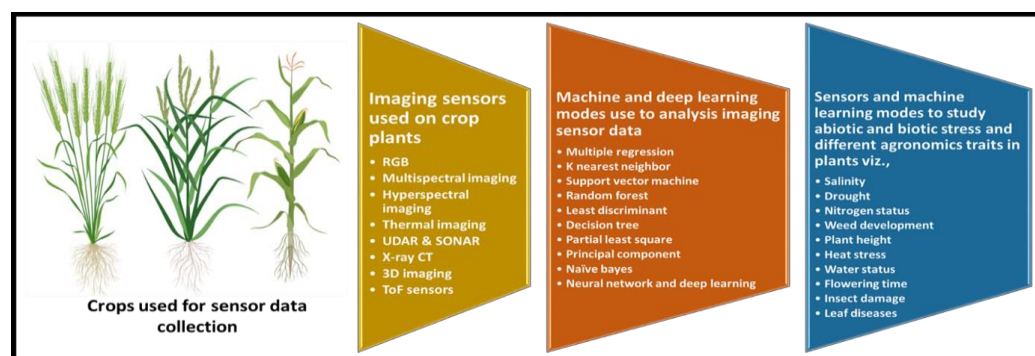 Crops used for sensor data
collection
Imaging sensors
used on crop
plants
• RGB
• Multispectral imaging
• Hyperspectral
imaging
• Thermal imaging
• UDAR & SONAR
• X-ray CT
• 3D imaging
• ToF sensors
Machine and deep learning
modes use to analysis imaging
sensor data
• Multiple regression
• K nearest neighbor
• Support vector machine
• Random forest
• Least discriminant
• Decision tree
• Partial least square
• Principal component
• Naïve bayes
• Neural network and deep learning
Sensors and machine
learning modes to study
abiotic and biotic stress and
different agronomics traits in
plants viz.,
• Salinity
• Drought
• Nitrogen status
• Weed development
• Plant height
• Heat stress
• Water status
• Flowering time
• Insect damage
• Leaf diseases